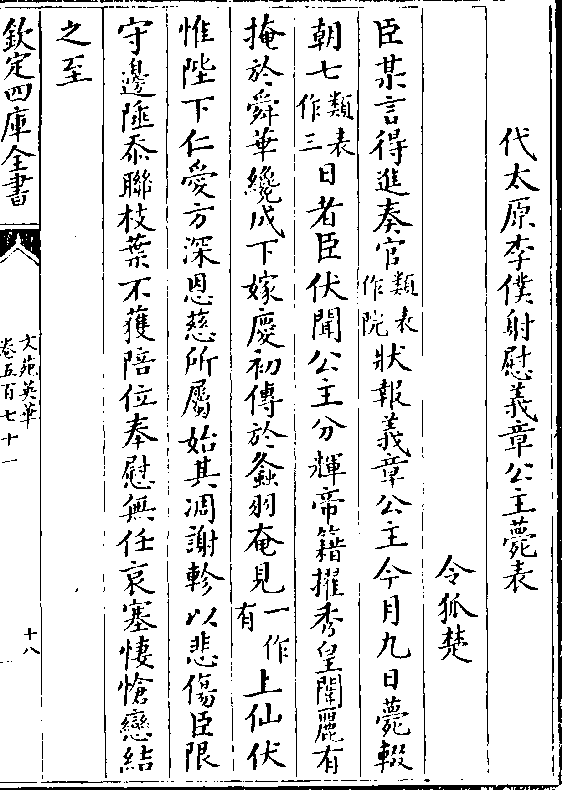 代太原李僕射慰義章公主薨表
令狐楚
臣某言得進奏官類表作院狀報義章公主今月九日薨輟
朝七類表作三日者臣伏聞公主分輝帝籍擢秀皇闈麗有
掩於舜華纔成下嫁慶初傳於螽羽奄見一作有上仙伏
惟陛下仁愛方深恩慈所屬始其凋謝軫以悲傷臣限
守邊陲忝聯枝葉不獲陪位奉慰無任哀塞悽愴戀結
之至
欽定四庫全書
文苑英華
卷五百七十一
十八